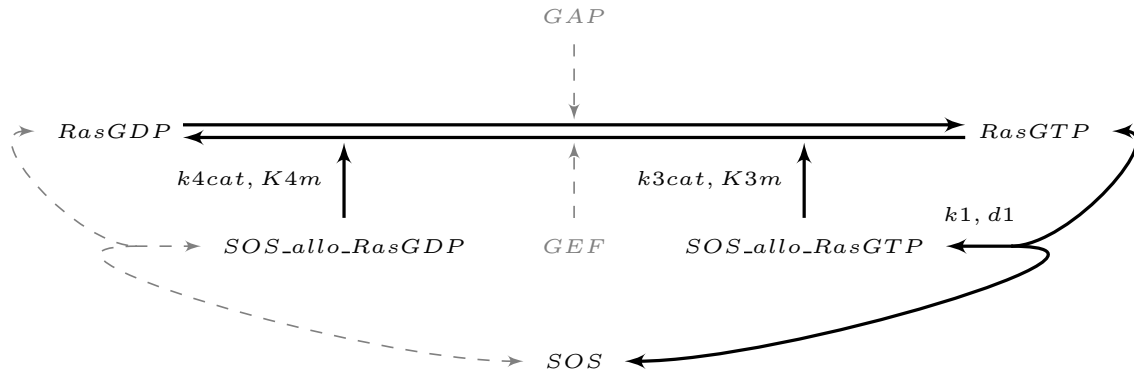 GAP
RasGDP
RasGTP
k4cat, K4m
k3cat, K3m
k1, d1
SOS_allo_RasGDP
GEF
SOS_allo_RasGTP
SOS